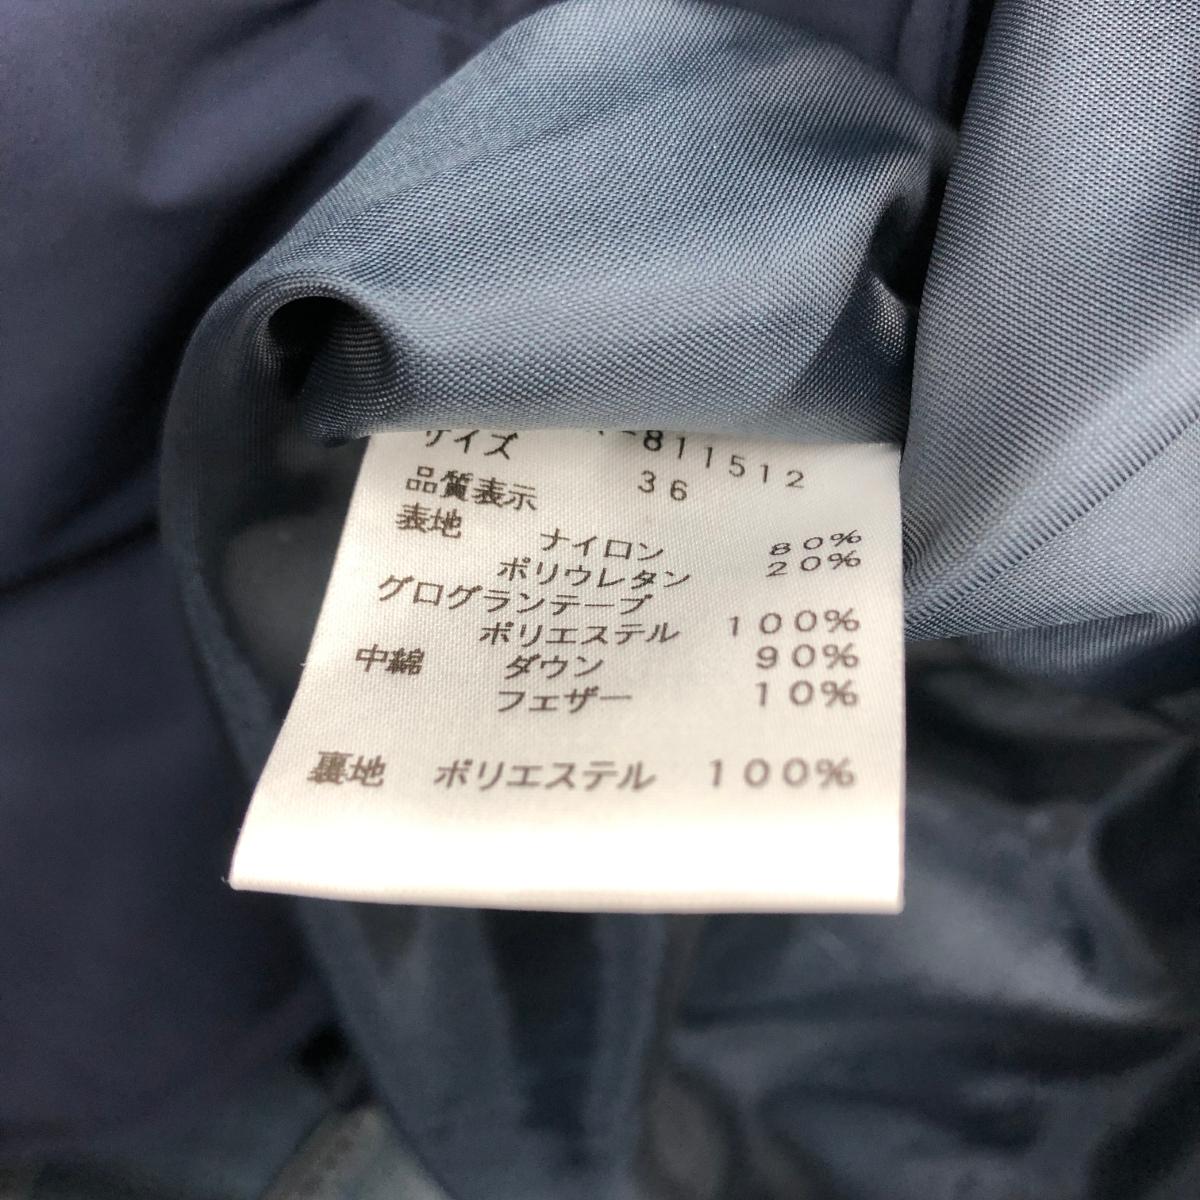 -811512
サイズ 36
品質表示
表地 ナイロン 80%
ポリウレタン 20%
グログランテープ
ポリエステル 100%
中綿 ダウン 90%
フェザー 10%
裏地 ポリエステル 100%